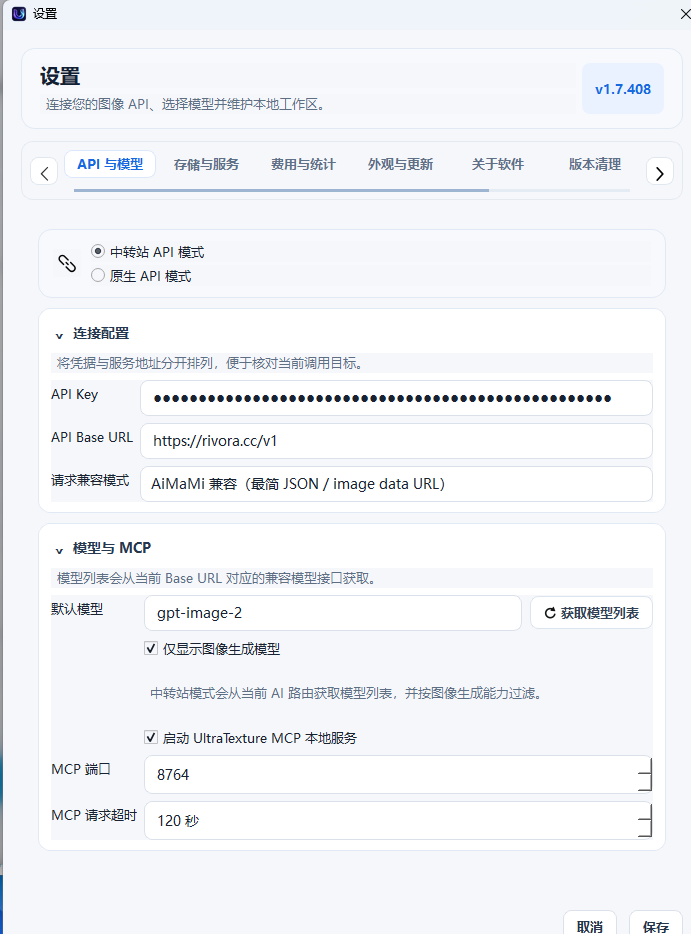 设置
设置
连接您的图像 API、选择模型并维护本地工作区。
v1.7.408
API 与模型 存储与服务 费用与统计 外观与更新 关于软件 版本清理
中转站 API 模式
原生 API 模式
连接配置
将凭据与服务地址分开排列，便于核对当前调用目标。
API Key ●●●●●●●●●●●●●●●●●●●●●●●●●●●●●●●●●●●●●●●●●●●●●●●●●●●
API Base URL https://rivora.cc/v1
请求兼容模式 AiMaMi 兼容（最简 JSON / image data URL）
模型与 MCP
模型列表会从当前 Base URL 对应的兼容模型接口获取。
默认模型 gpt-image-2 获取模型列表
仅显示图像生成模型
中转站模式会从当前 AI 路由获取模型列表，并按图像生成能力过滤。
启动 UltraTexture MCP 本地服务
MCP 端口 8764
MCP 请求超时 120 秒
取消 保存